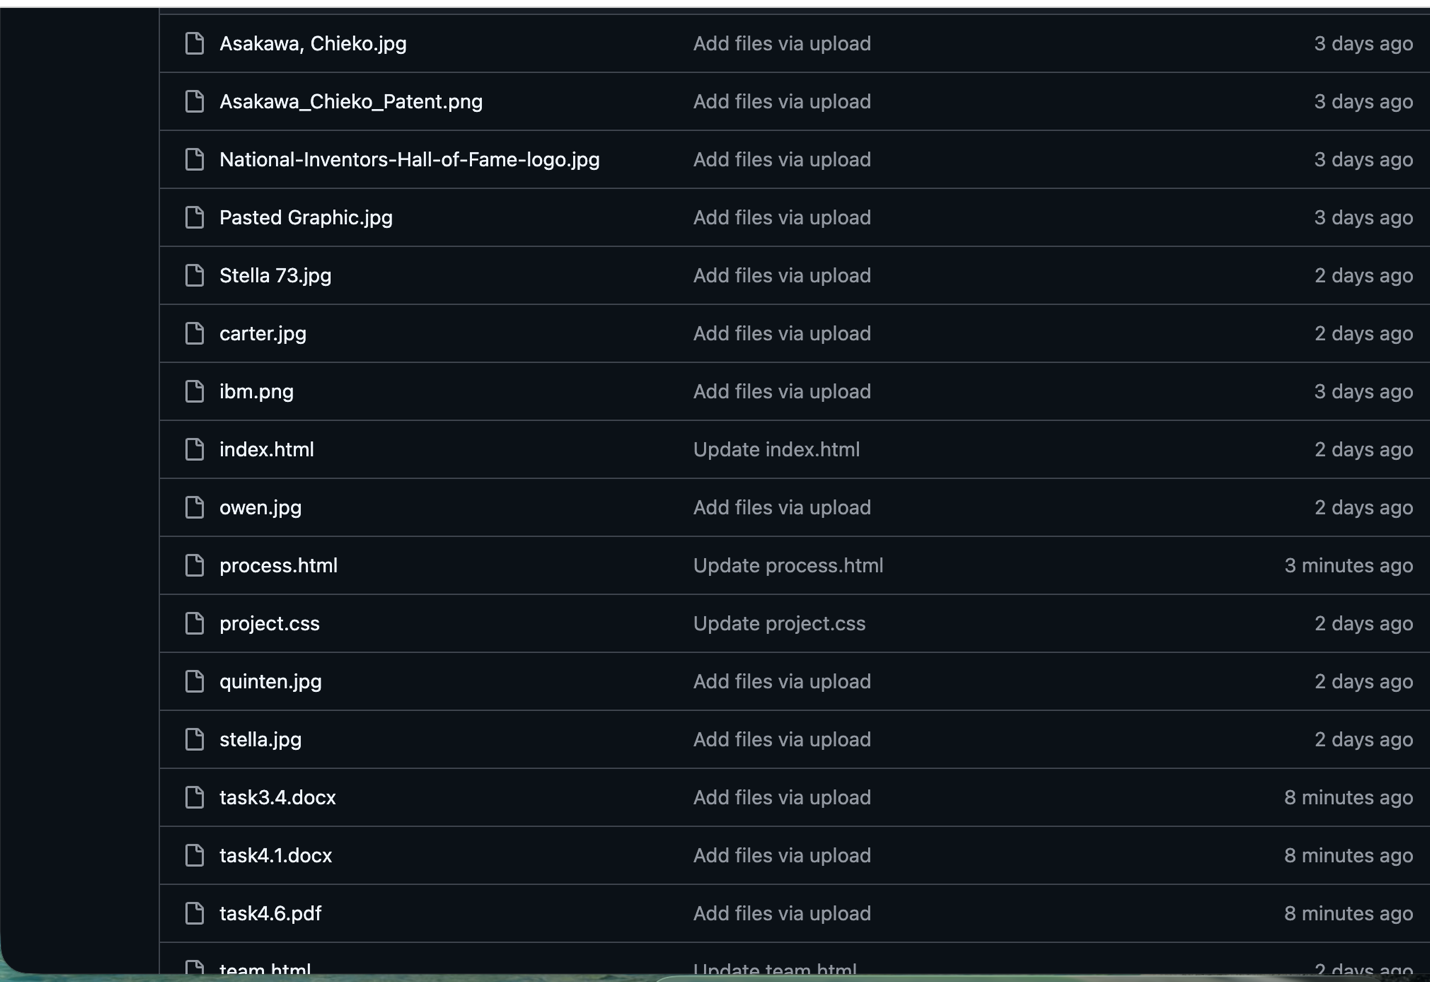 Asakawa, Chieko.jpg Add files via upload 3 days ago
Asakawa_Chieko_Patent.png Add files via upload 3 days ago
National-Inventors-Hall-of-Fame-logo.jpg Add files via upload 3 days ago
Pasted Graphic.jpg Add files via upload 3 days ago
Stella 73.jpg Add files via upload 2 days ago
carter.jpg Add files via upload 2 days ago
ibm.png Add files via upload 3 days ago
index.html Update index.html 2 days ago
owen.jpg Add files via upload 2 days ago
process.html Update process.html 3 minutes ago
project.css Update project.css 2 days ago
quinten.jpg Add files via upload 2 days ago
stella.jpg Add files via upload 2 days ago
task3.4.docx Add files via upload 8 minutes ago
task4.1.docx Add files via upload 8 minutes ago
task4.6.pdf Add files via upload 8 minutes ago
team.html Update team.html 2 days ago